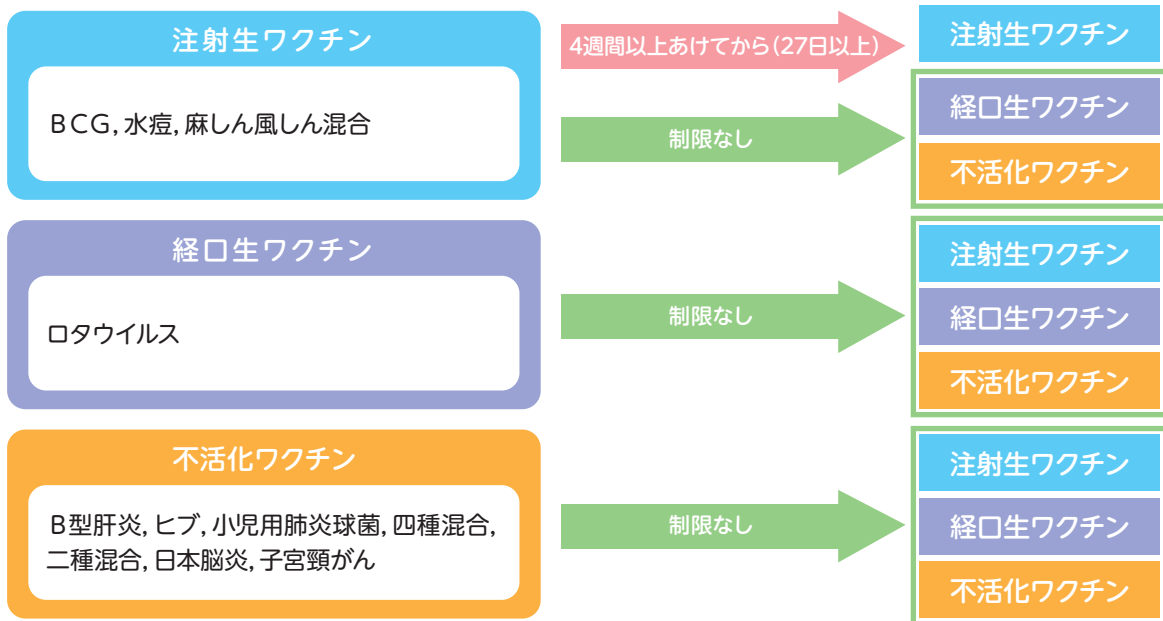 注射生ワクチン
BCG, 水痘, 麻しん風しん混合
4週間以上あけてから(27日以上)
注射生ワクチン
制限なし
経口生ワクチン
不活化ワクチン
経口生ワクチン
ロタウイルス
制限なし
注射生ワクチン
経口生ワクチン
不活化ワクチン
不活化ワクチン
B型肝炎, ヒブ, 小児用肺炎球菌, 四種混合,
二種混合, 日本脳炎, 子宮頸がん
制限なし
注射生ワクチン
経口生ワクチン
不活化ワクチン